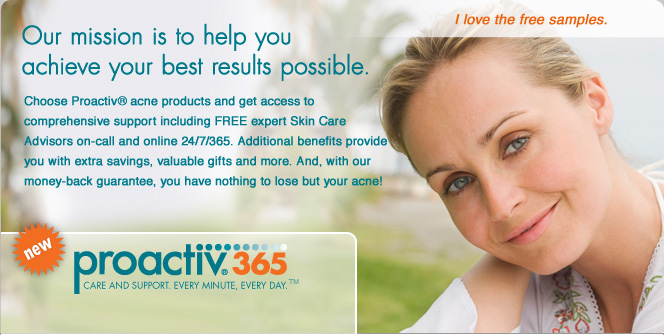 I love the free samples.
Our mission is to help you
achieve your best results possible.
Choose Proactiv® acne products and get access to
comprehensive support including FREE expert Skin Care
Advisors on-call and online 24/7/365. Additional benefits provide
you with extra savings, valuable gifts and more. And, with our
money-back guarantee, you have nothing to lose but your acne!
new
proactiv® 365
CARE AND SUPPORT. EVERY MINUTE, EVERY DAY.™